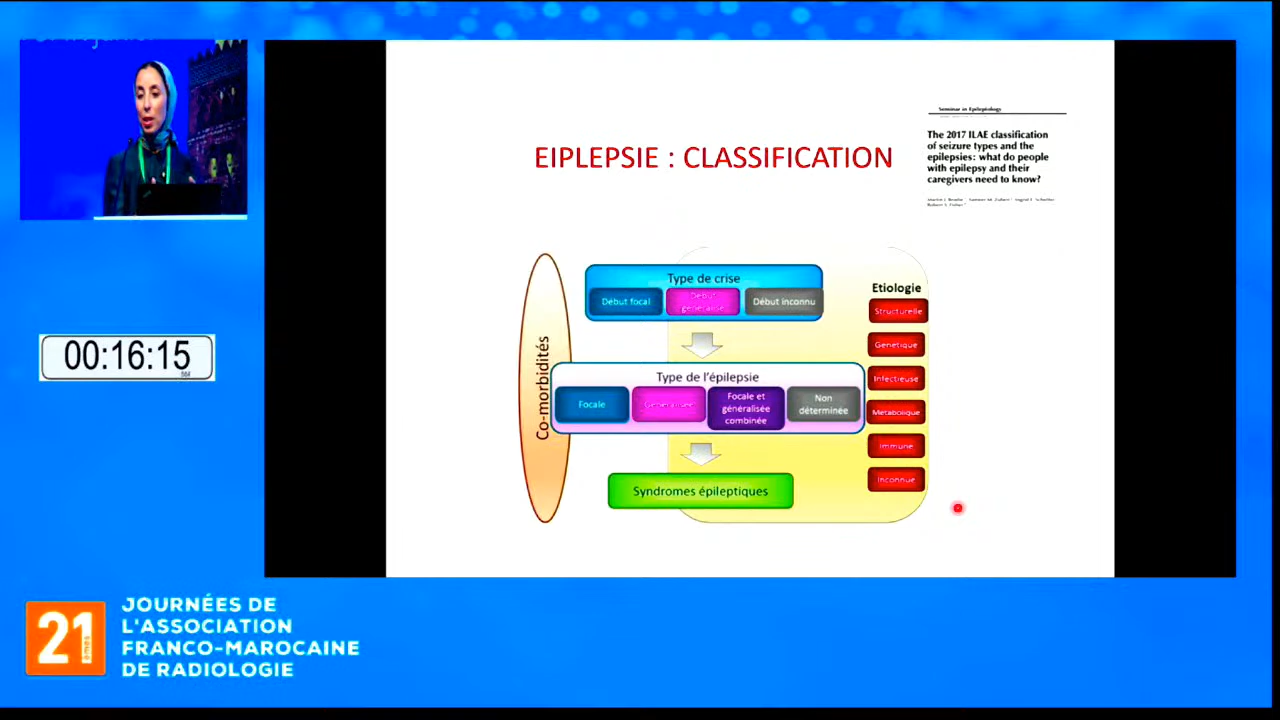 Seminar in Epileptology
The 2017 ILAE classification
of seizure types and the
epilepsies: what do people
with epilepsy and their
caregivers need to know?
EIPLEPSIE : CLASSIFICATION
Type de crise
Début focal
Début
généralisé
Début inconnu
Etiologie
Structurelle
Génétique
Infectieuse
Métabolique
Immune
Inconnue
Co-morbidités
Type de l'épilepsie
Focale
Généralisée
Focale et
généralisée
combinée
Non
déterminée
Syndromes épileptiques
00:16:15
21
èmes
JOURNÉES DE
L'ASSOCIATION
FRANCO-MAROCAINE
DE RADIOLOGIE